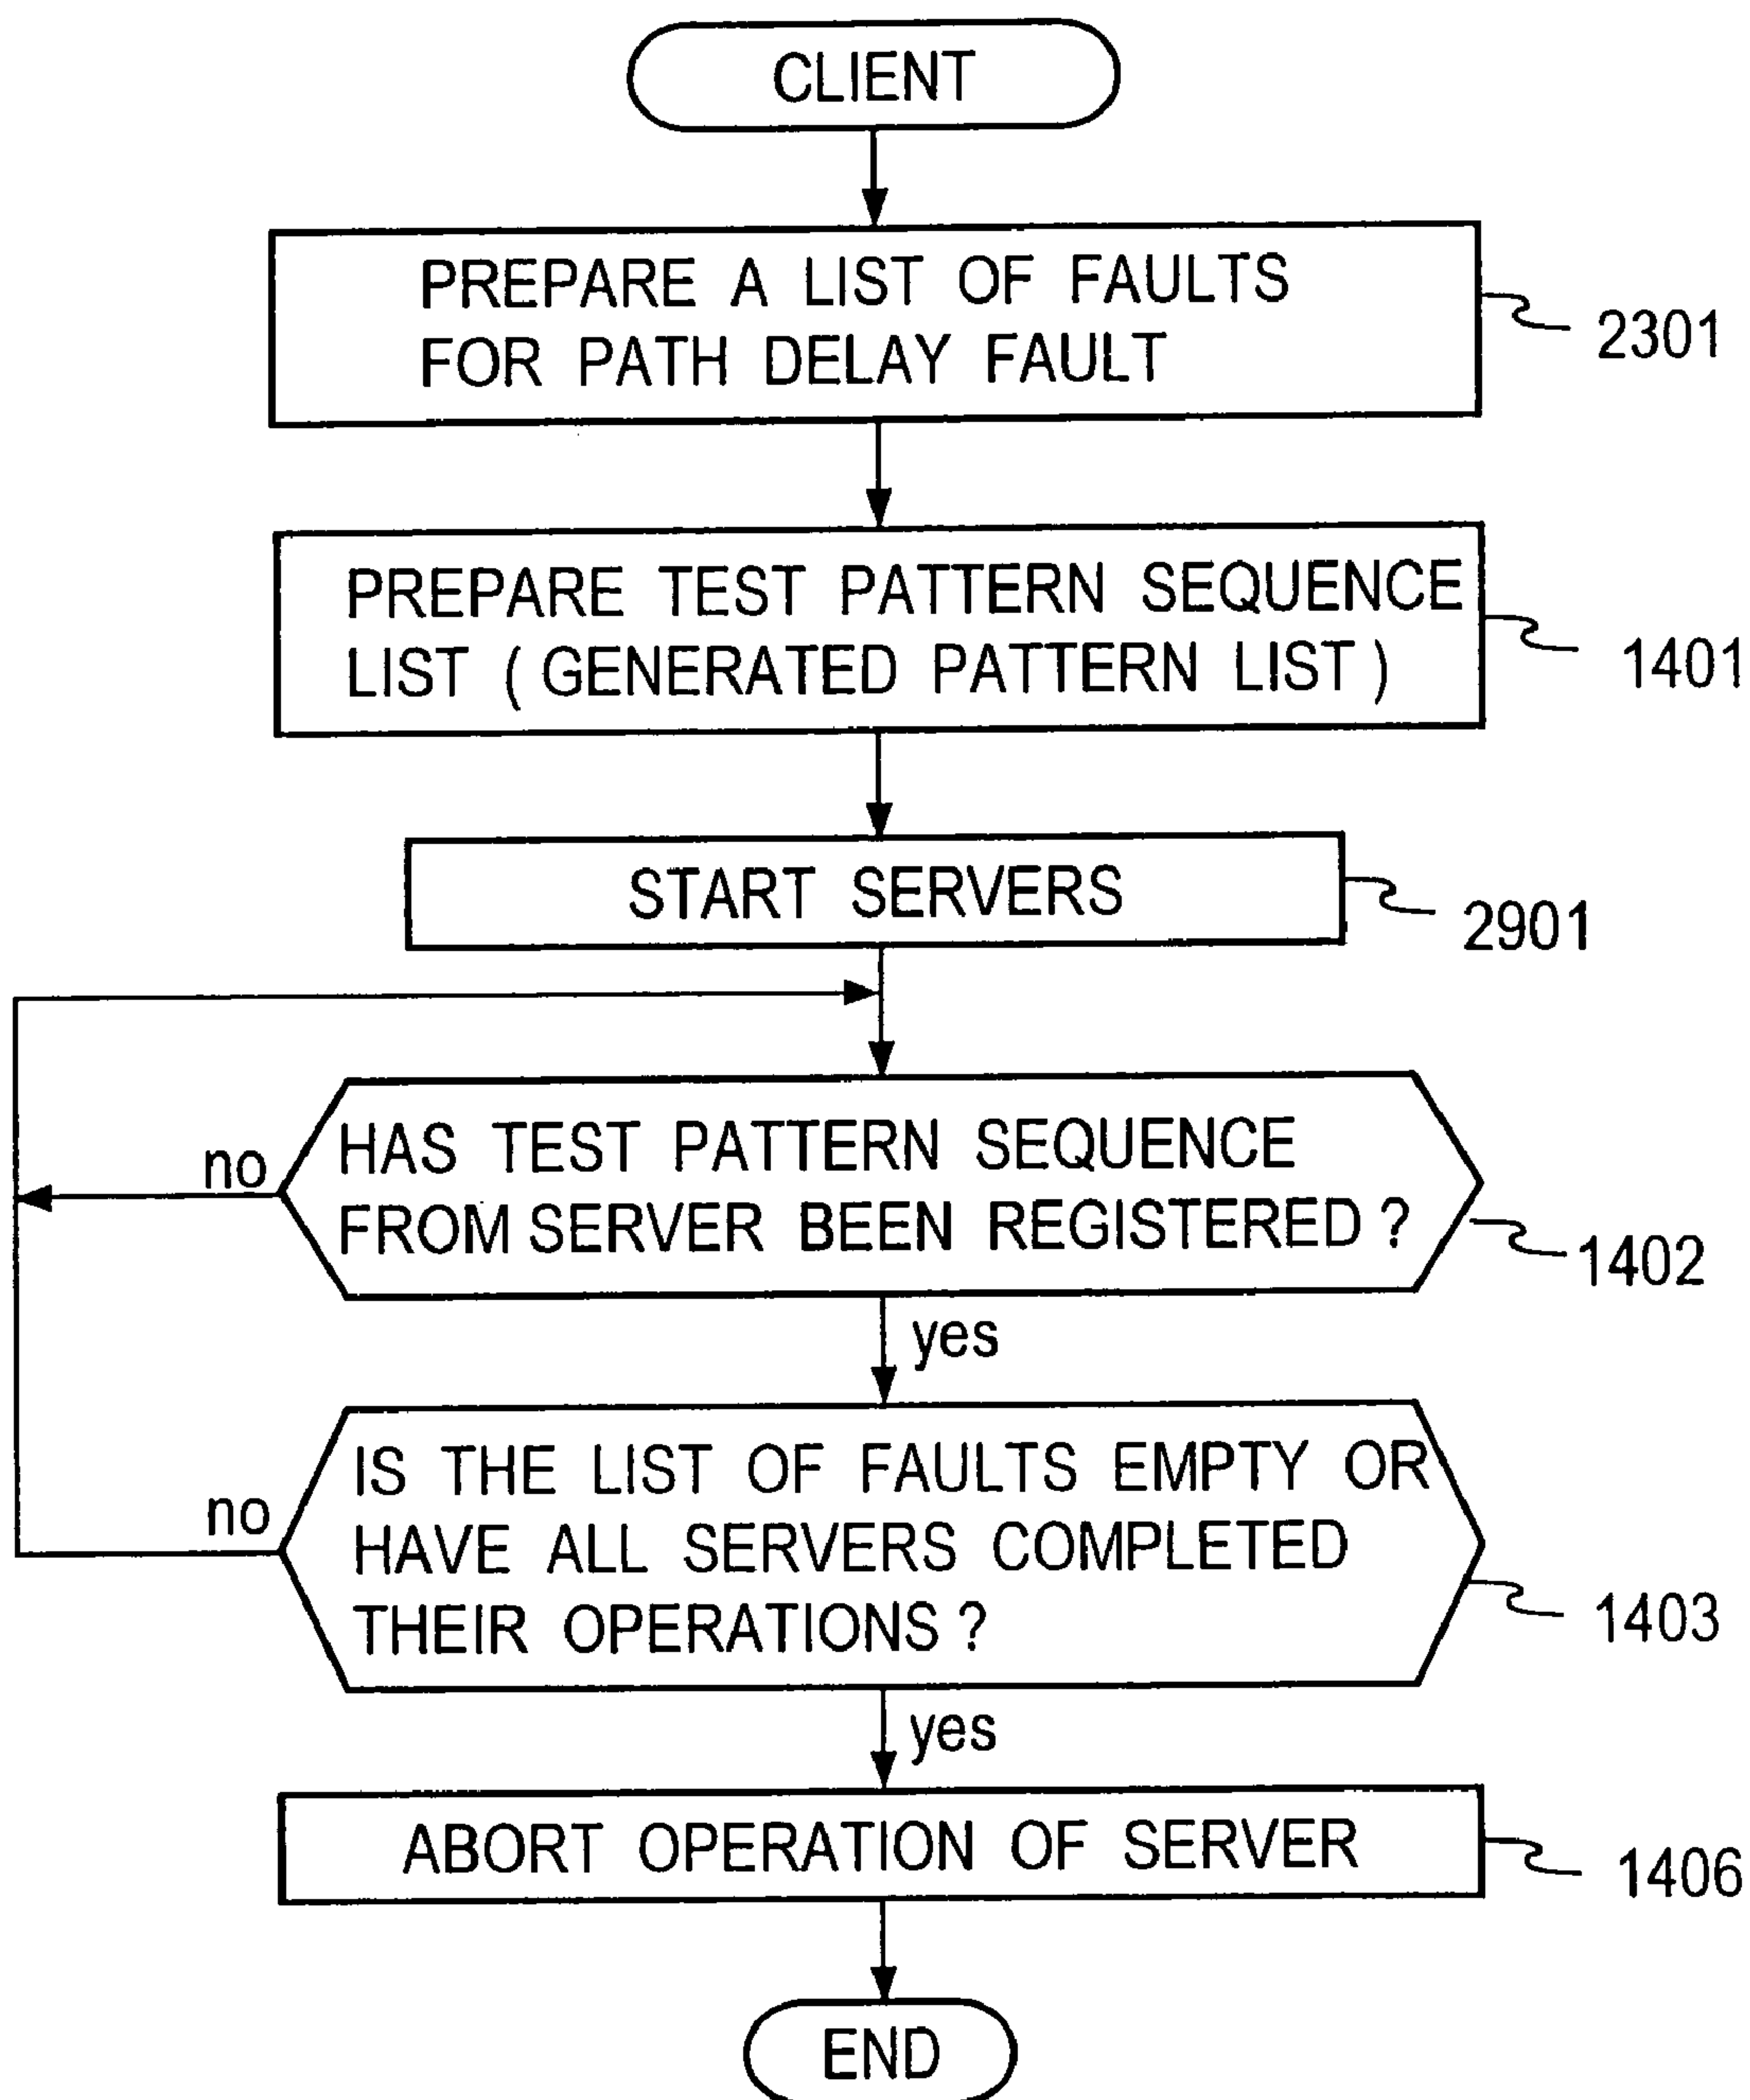 CLIENT
PREPARE A LIST OF FAULTS
FOR PATH DELAY FAULT
2301
PREPARE TEST PATTERN SEQUENCE
LIST ( GENERATED PATTERN LIST )
1401
START SERVERS
2901
HAS TEST PATTERN SEQUENCE
FROM SERVER BEEN REGISTERED ?
no
1402
yes
IS THE LIST OF FAULTS EMPTY OR
HAVE ALL SERVERS COMPLETED
THEIR OPERATIONS ?
no
1403
yes
ABORT OPERATION OF SERVER
1406
END